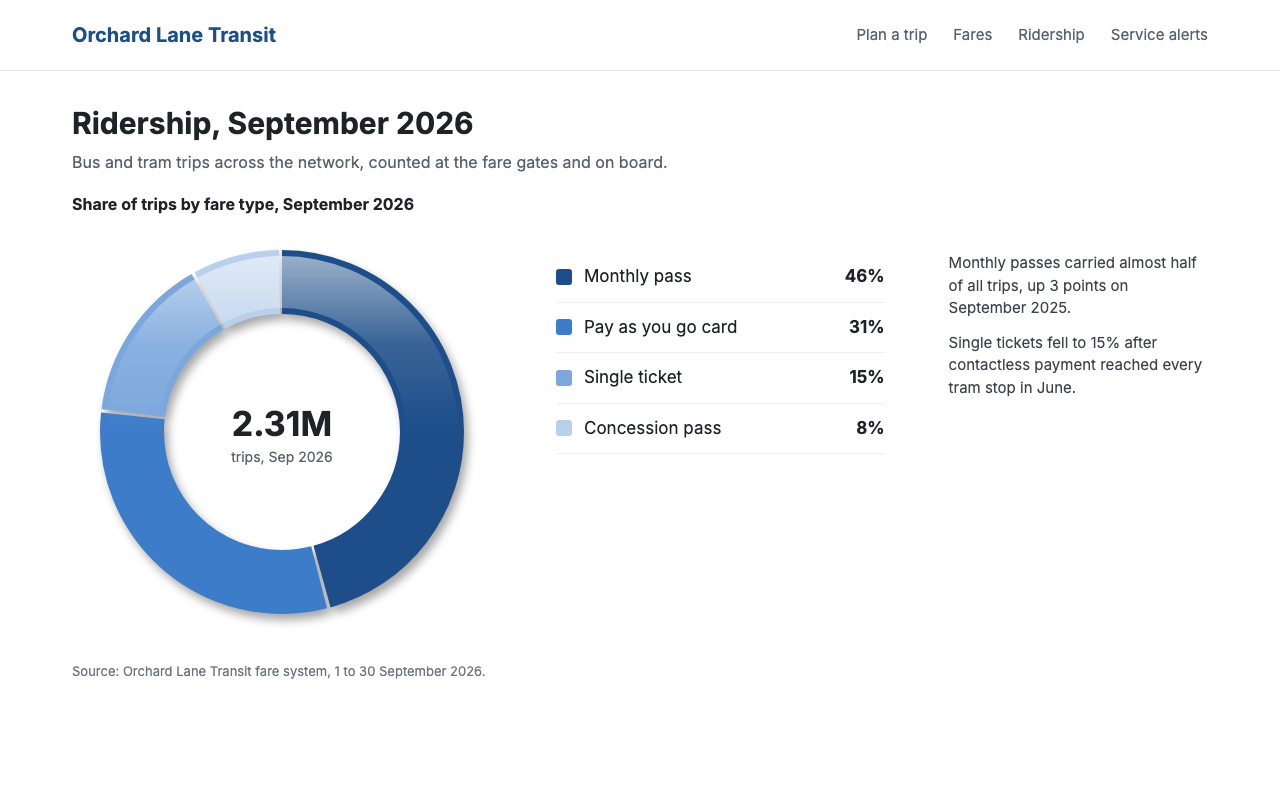 Orchard Lane Transit
Plan a trip
Fares
Ridership
Service alerts
Ridership, September 2026
Bus and tram trips across the network, counted at the fare gates and on board.
Share of trips by fare type, September 2026
2.31M
trips, Sep 2026
Monthly pass 46%
Pay as you go card 31%
Single ticket 15%
Concession pass 8%
Monthly passes carried almost half
of all trips, up 3 points on
September 2025.
Single tickets fell to 15% after
contactless payment reached every
tram stop in June.
Source: Orchard Lane Transit fare system, 1 to 30 September 2026.